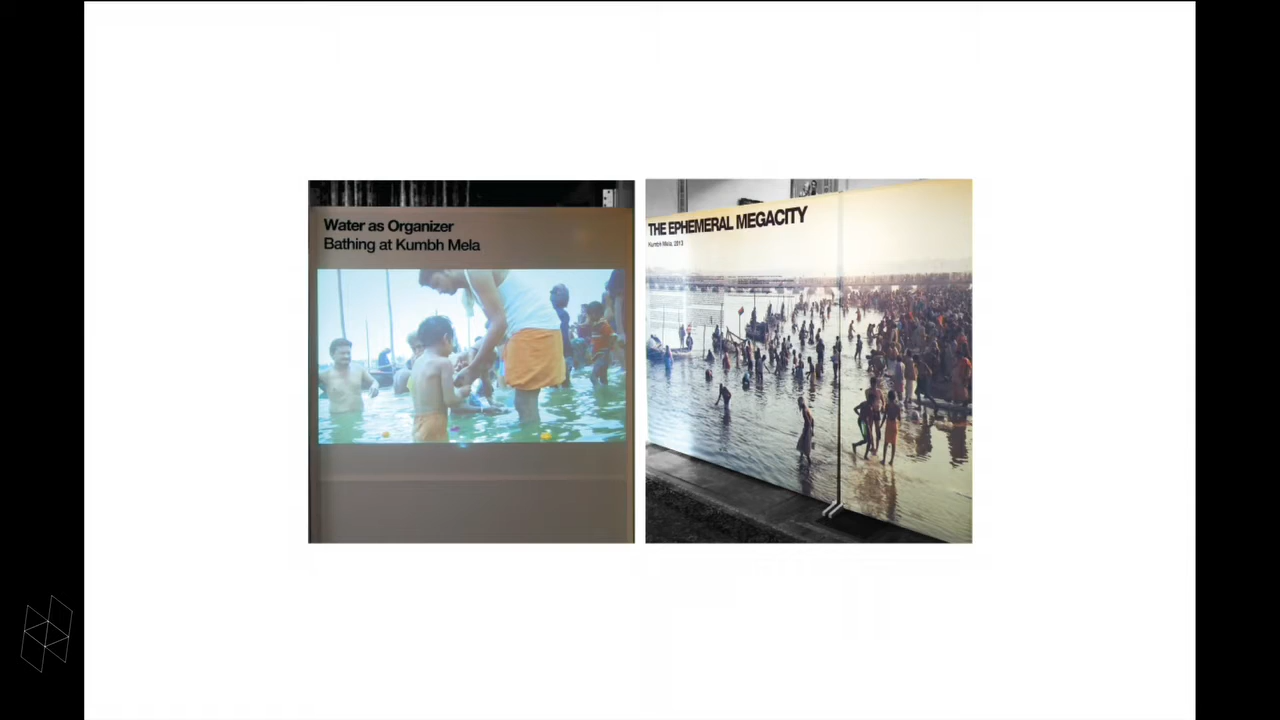 Water as Organizer
Bathing at Kumbh Mela
THE EPHEMERAL MEGACITY
Kumbh Mela, 2013